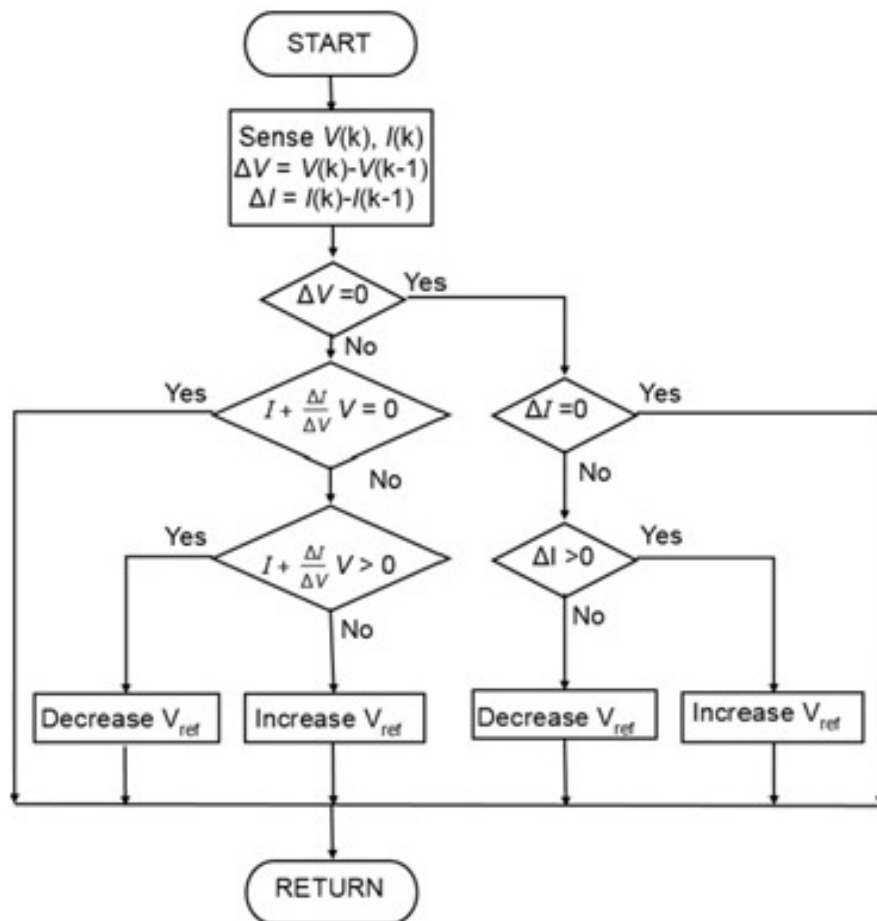 START
Sense V(k), I(k)
ΔV = V(k)-V(k-1)
ΔI = I(k)-I(k-1)
ΔV =0
Yes
No
Yes
I + ΔI/ΔV V = 0
ΔI =0
Yes
No
No
Yes
I + ΔI/ΔV V > 0
ΔI >0
Yes
No
No
Decrease Vref
Increase Vref
Decrease Vref
Increase Vref
RETURN